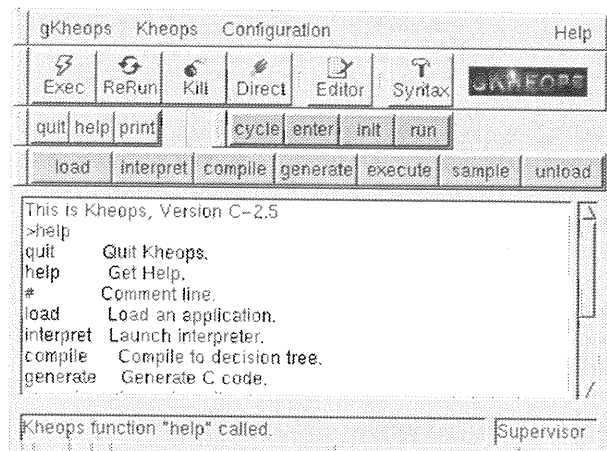 gKheops Kheops Configuration Help
Exec ReRun Kill Direct Editor Syntax GKHEOPS
quit help print cycle enter init run
load interpret compile generate execute sample unload
This is Kheops, Version C-2.5
>help
quit Quit Kheops.
help Get Help.
# Comment line.
load Load an application.
interpret Launch interpreter.
compile Compile to decision tree.
generate Generate C code.
Kheops function "help" called. Supervisor